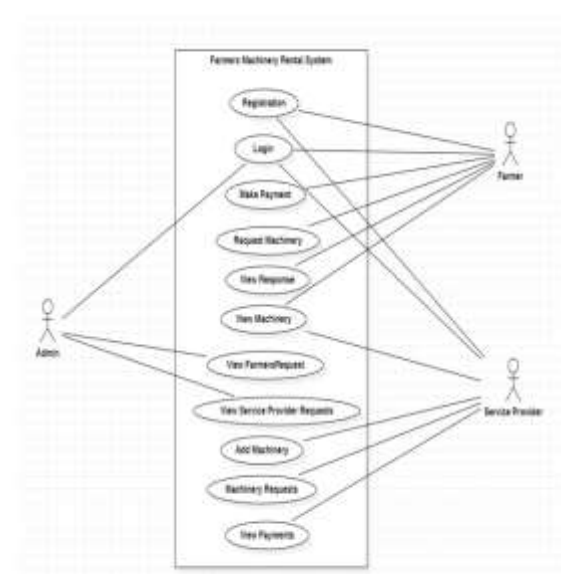 Farmers Machinery Rental System
Registration
Login
Farmer
Make Payment
Request Machinery
View Response
View Machinery
Admin
View FarmersRequest
View Service Provider Requests
Service Provider
Add Machinery
Machinery Requests
View Payments